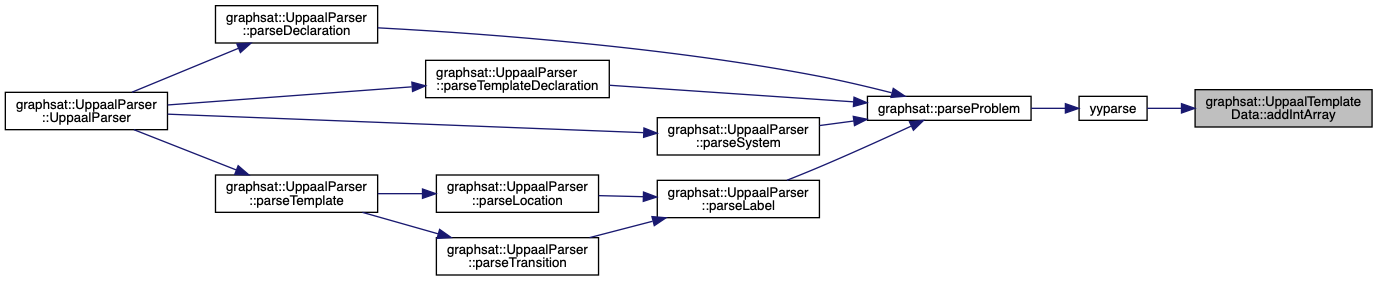 graphsat::UppaalParser
::UppaalParser
graphsat::UppaalParser
::parseDeclaration
graphsat::UppaalParser
::parseTemplateDeclaration
graphsat::UppaalParser
::parseSystem
graphsat::UppaalParser
::parseTemplate
graphsat::UppaalParser
::parseLocation
graphsat::UppaalParser
::parseTransition
graphsat::UppaalParser
::parseLabel
graphsat::parseProblem
yyparse
graphsat::UppaalTemplate
Data::addIntArray